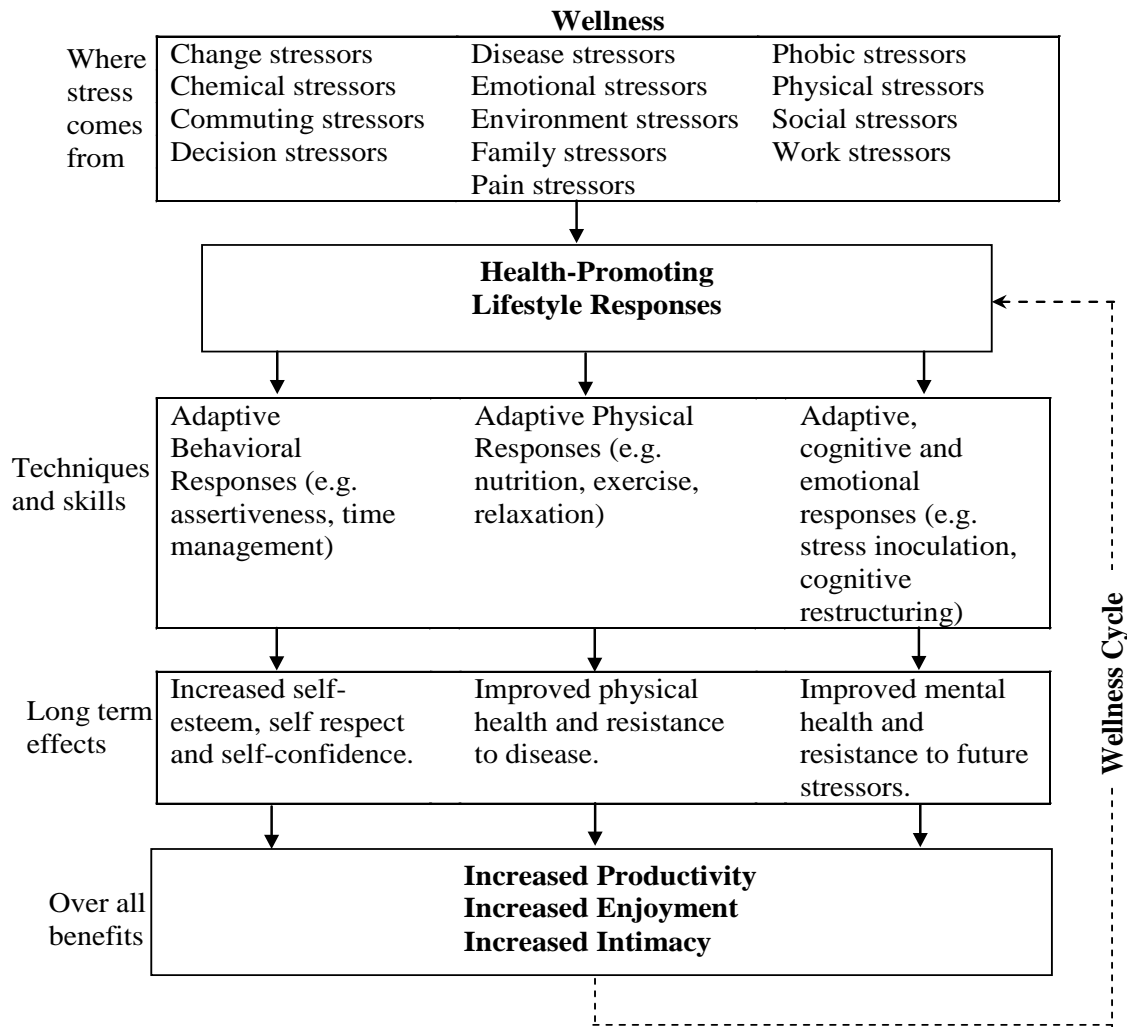 Wellness
Where
stress
comes
from
Change stressors
Chemical stressors
Commuting stressors
Decision stressors
Disease stressors
Emotional stressors
Environment stressors
Family stressors
Pain stressors
Phobic stressors
Physical stressors
Social stressors
Work stressors
Health-Promoting
Lifestyle Responses
Techniques
and skills
Adaptive
Behavioral
Responses (e.g.
assertiveness, time
management)
Adaptive Physical
Responses (e.g.
nutrition, exercise,
relaxation)
Adaptive,
cognitive and
emotional
responses (e.g.
stress inoculation,
cognitive
restructuring)
Long term
effects
Increased self-
esteem, self respect
and self-confidence.
Improved physical
health and resistance
to disease.
Improved mental
health and
resistance to future
stressors.
Over all
benefits
Increased Productivity
Increased Enjoyment
Increased Intimacy
Wellness Cycle